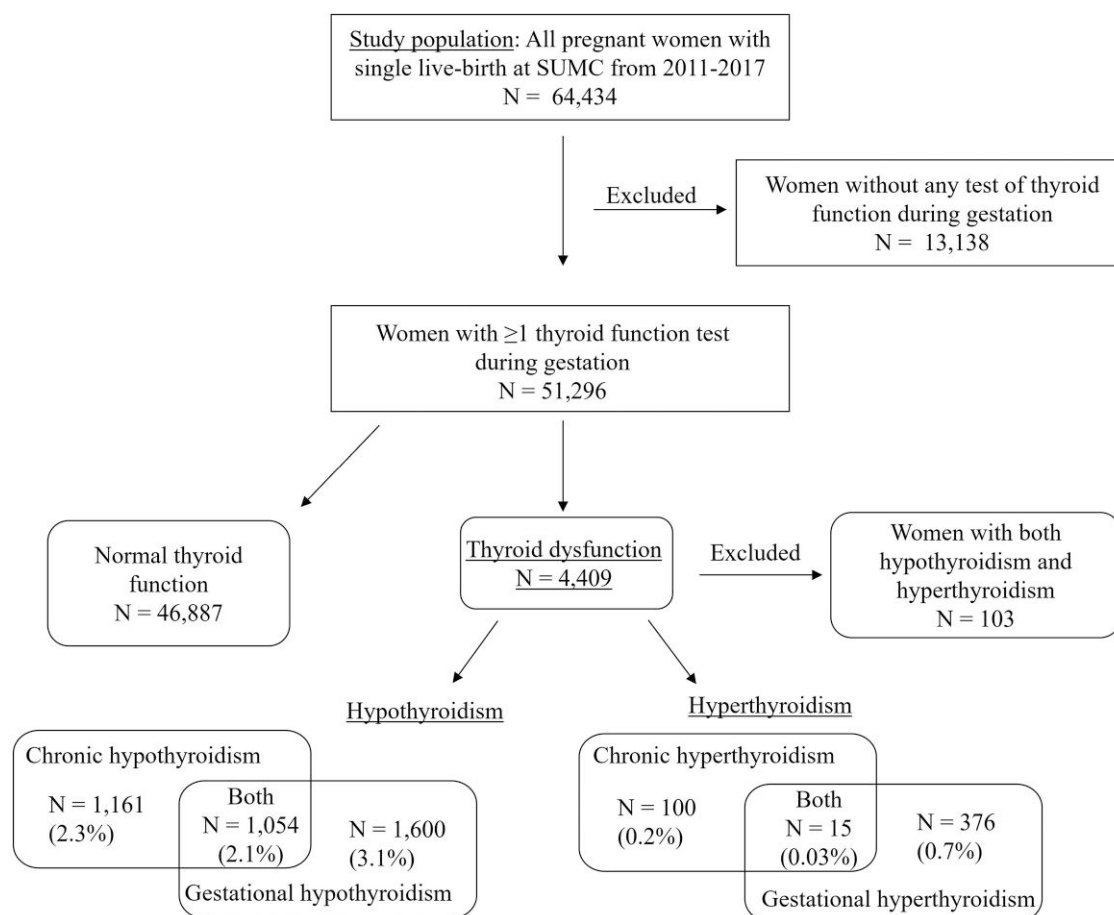 Study population: All pregnant women with
single live-birth at SUMC from 2011-2017
N = 64,434
Excluded
Women without any test of thyroid
function during gestation
N = 13,138
Women with ≥1 thyroid function test
during gestation
N = 51,296
Normal thyroid
function
N = 46,887
Thyroid dysfunction
N = 4,409
Excluded
Women with both
hypothyroidism and
hyperthyroidism
N = 103
Hypothyroidism
Chronic hypothyroidism
N = 1,161
(2.3%)
Both
N = 1,054
(2.1%)
N = 1,600
(3.1%)
Gestational hypothyroidism
Hyperthyroidism
Chronic hyperthyroidism
N = 100
(0.2%)
Both
N = 15
(0.03%)
N = 376
(0.7%)
Gestational hyperthyroidism